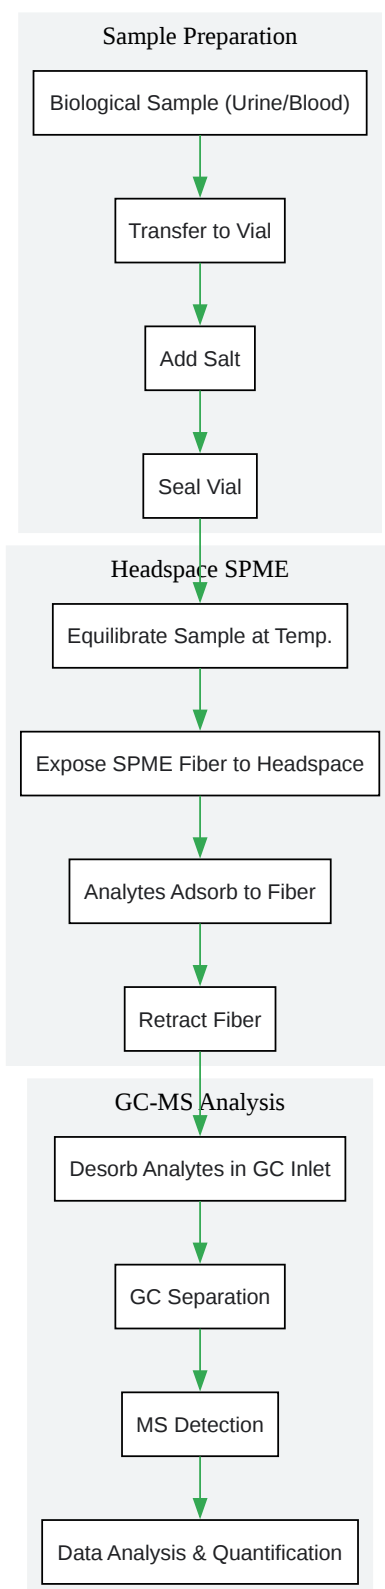 Sample Preparation
Biological Sample (Urine/Blood)
Transfer to Vial
Add Salt
Seal Vial
Headspace SPME
Equilibrate Sample at Temp.
Expose SPME Fiber to Headspace
Analytes Adsorb to Fiber
Retract Fiber
GC-MS Analysis
Desorb Analytes in GC Inlet
GC Separation
MS Detection
Data Analysis & Quantification